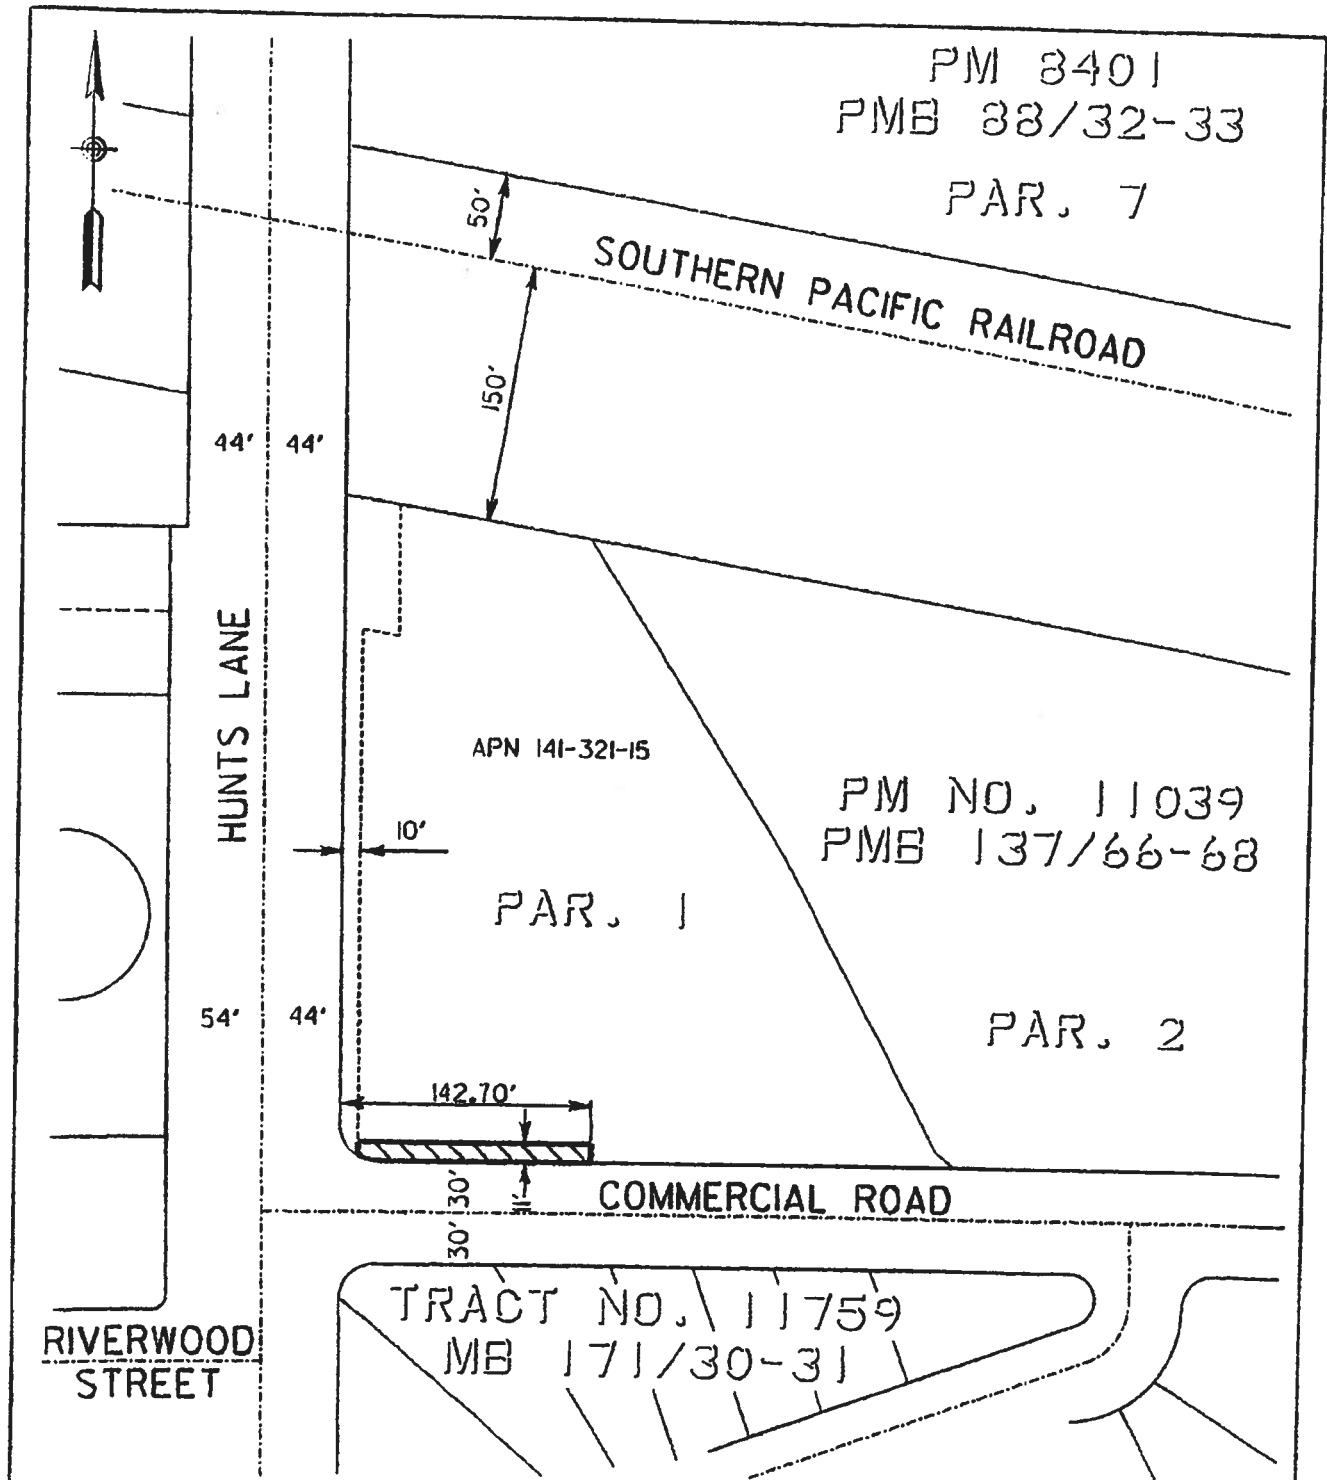 PM 8401
PMB 88/32-33
PAR. 7
50'
SOUTHERN PACIFIC RAILROAD
150'
44' 44'
HUNTS LANE
APN 141-321-15
PM NO. 11039
PMB 137/66-68
10'
PAR. 1
54' 44'
PAR. 2
142.70'
30'
11'
COMMERCIAL ROAD
30'
TRACT NO. 11759
MB 171/30-31
RIVERWOOD
STREET